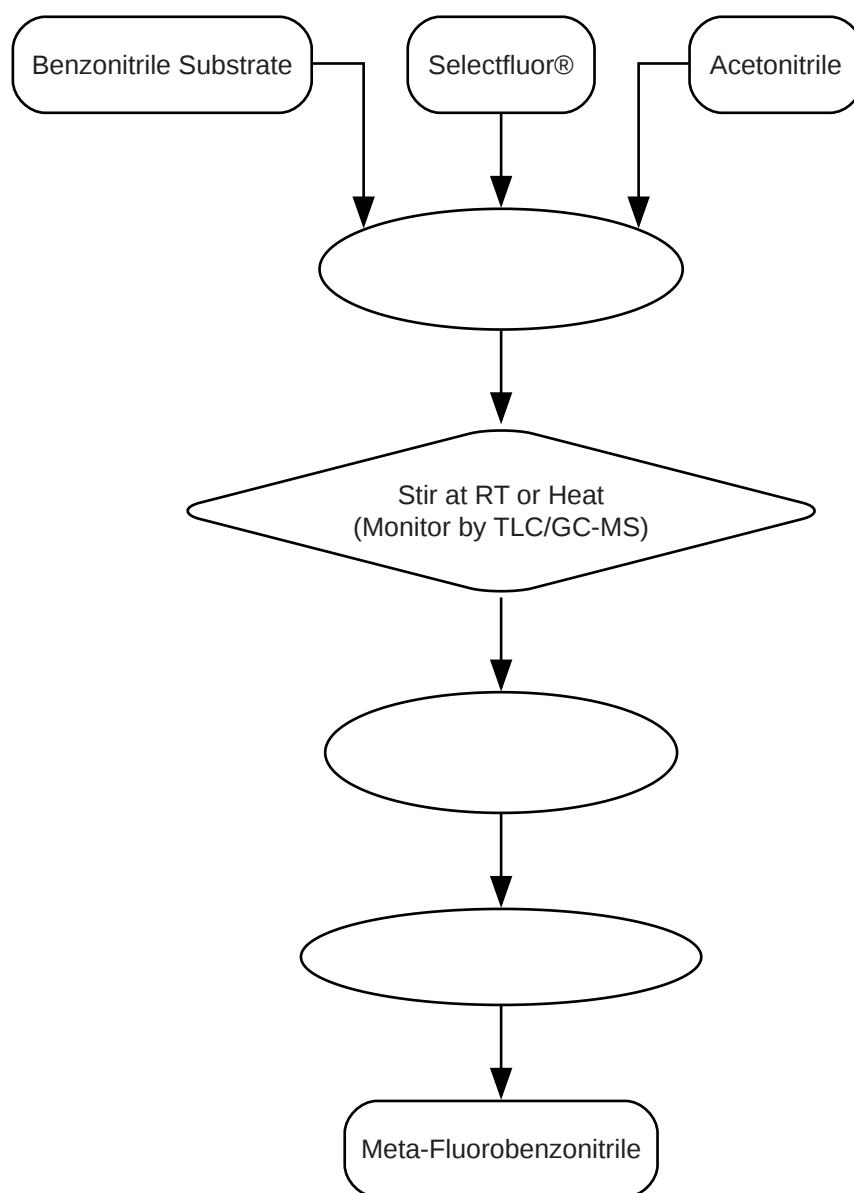 Benzonitrile Substrate
Selectfluor®
Acetonitrile
Stir at RT or Heat
(Monitor by TLC/GC-MS)
Meta-Fluorobenzonitrile